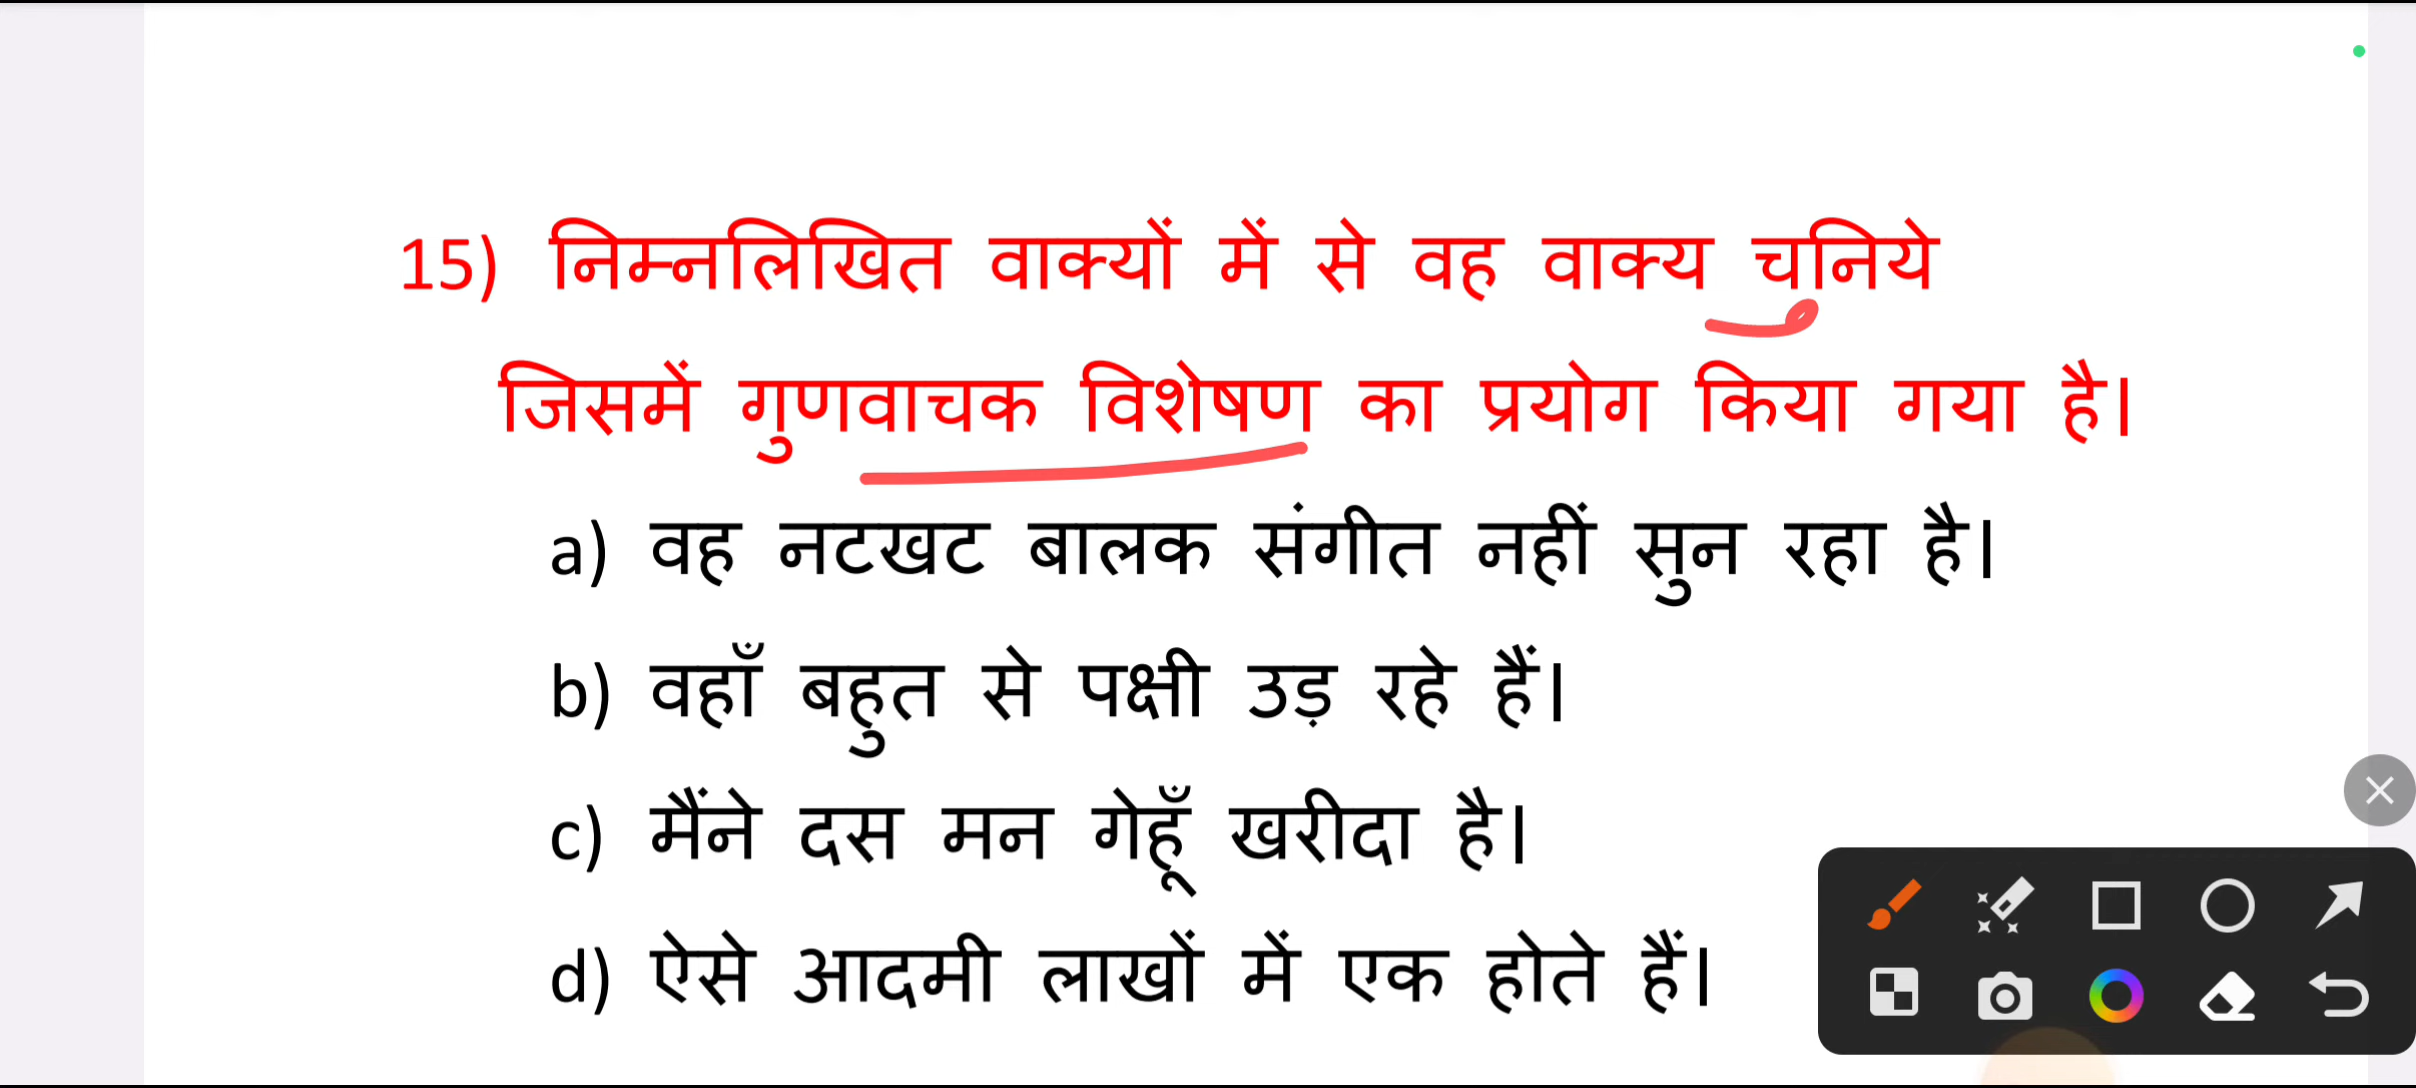 15) निम्नलिखित वाक्यों में से वह वाक्य चुनिये
जिसमें गुणवाचक विशेषण का प्रयोग किया गया है।
a) वह नटखट बालक संगीत नहीं सुन रहा है।
b) वहाँ बहुत से पक्षी उड़ रहे हैं।
c) मैंने दस मन गेहूँ खरीदा है।
d) ऐसे आदमी लाखों में एक होते हैं।